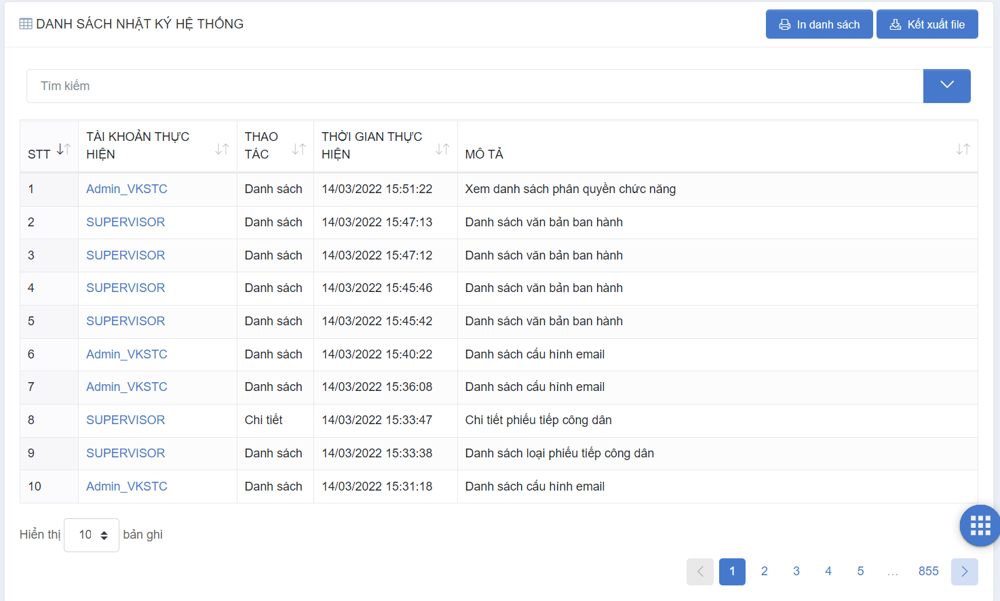 DANH SÁCH NHẬT KÝ HỆ THỐNG
In danh sách
Kết xuất file
Tìm kiếm
STT TÀI KHOẢN THỰC HIỆN THAO TÁC THỜI GIAN THỰC HIỆN MÔ TẢ
1 Admin_VKSTC Danh sách 14/03/2022 15:51:22 Xem danh sách phân quyền chức năng
2 SUPERVISOR Danh sách 14/03/2022 15:47:13 Danh sách văn bản ban hành
3 SUPERVISOR Danh sách 14/03/2022 15:47:12 Danh sách văn bản ban hành
4 SUPERVISOR Danh sách 14/03/2022 15:45:46 Danh sách văn bản ban hành
5 SUPERVISOR Danh sách 14/03/2022 15:45:42 Danh sách văn bản ban hành
6 Admin_VKSTC Danh sách 14/03/2022 15:40:22 Danh sách cấu hình email
7 Admin_VKSTC Danh sách 14/03/2022 15:36:08 Danh sách cấu hình email
8 SUPERVISOR Chi tiết 14/03/2022 15:33:47 Chi tiết phiếu tiếp công dân
9 SUPERVISOR Danh sách 14/03/2022 15:33:38 Danh sách loại phiếu tiếp công dân
10 Admin_VKSTC Danh sách 14/03/2022 15:31:18 Danh sách cấu hình email
Hiển thị 10 bản ghi
1 2 3 4 5 ... 855